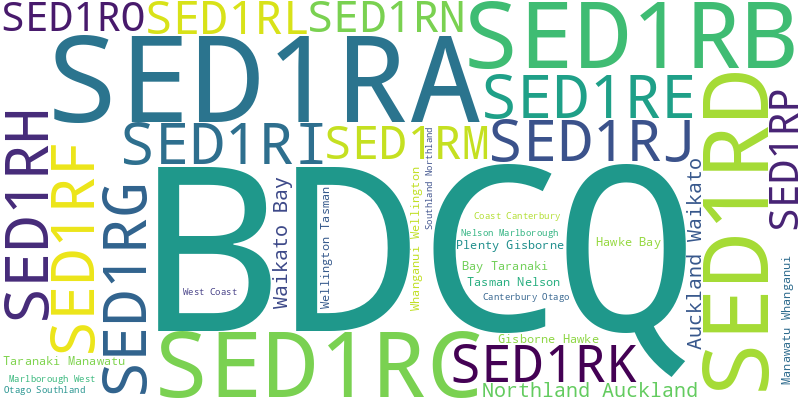 SED1RO
SED1RL
SED1RN
SED1RB
SED1RA
SED1RE
SED1RD
SED1RP
SED1RH
SED1RF
SED1RI
SED1RM
SED1RJ
SED1RG
BDCQ
Waikato Bay
Wellington Tasman
Whanganui Wellington
Southland Northland
Auckland Waikato
Coast Canterbury
Nelson Marlborough
Plenty Gisborne
Hawke Bay
Bay Taranaki
Tasman Nelson
Canterbury Otago
West Coast
Manawatu Whanganui
Gisborne Hawke
SED1RC
SED1RK
Taranaki Manawatu
Marlborough West
Otago Southland
Northland Auckland